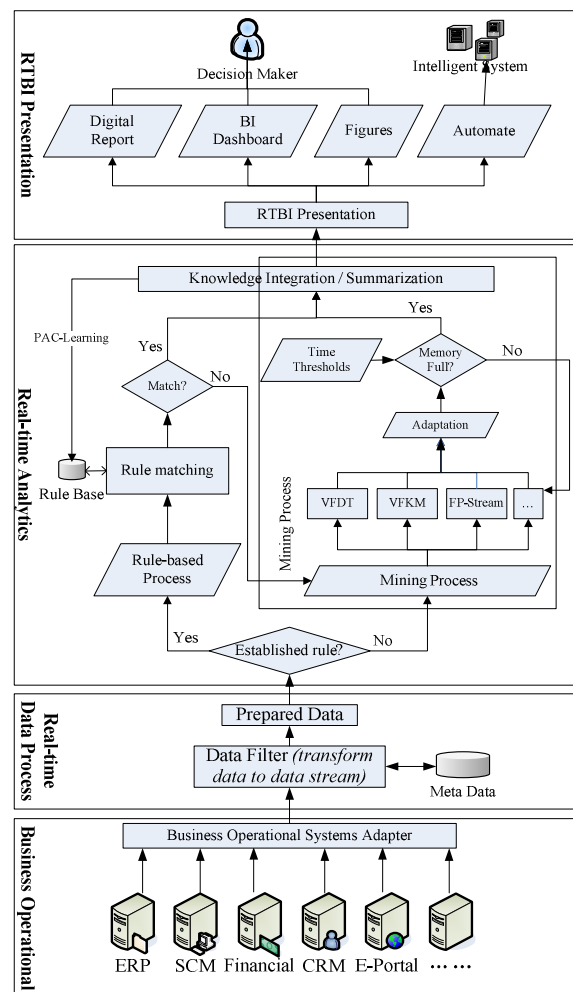 RTBI Presentation
Decision Maker
Intelligent System
Digital
Report
BI
Dashboard
Figures
Automate
RTBI Presentation
Real-time Analytics
Knowledge Integration / Summarization
PAC-Learning
Yes
Yes
Time
Thresholds
Memory
Full?
No
Match?
No
Adaptation
Rule matching
Rule Base
Mining Process
VFDT
VFKM
FP-Stream
...
Rule-based
Process
Mining Process
Yes
Established rule?
No
Real-time
Data Process
Prepared Data
Data Filter (transform
data to data stream)
Meta Data
Business Operational
Business Operational Systems Adapter
ERP
SCM
Financial
CRM
E-Portal
... ...